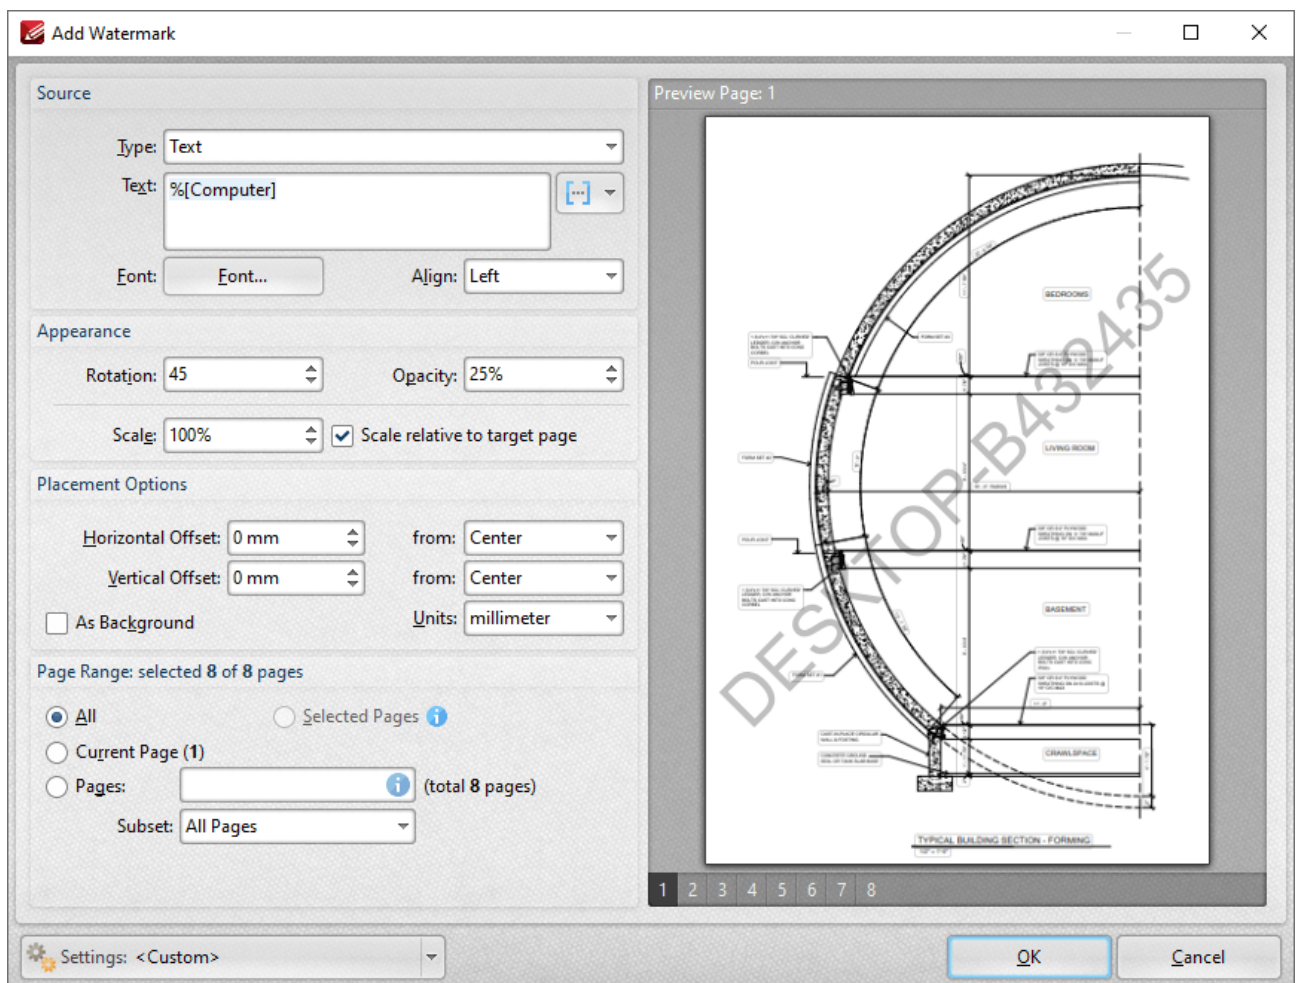 Add Watermark
Source
Type: Text
Text: %[Computer]
Font: Font... Align: Left
Appearance
Rotation: 45 Opacity: 25%
Scale: 100% Scale relative to target page
Placement Options
Horizontal Offset: 0 mm from: Center
Vertical Offset: 0 mm from: Center
As Background Units: millimeter
Page Range: selected 8 of 8 pages
All Selected Pages
Current Page (1)
Pages: (total 8 pages)
Subset: All Pages
Preview Page: 1
BEDROOMS
LIVING ROOM
BASEMENT
CRAWLSPACE
DESKTOP-B432435
TYPICAL BUILDING SECTION - FORMING
1 2 3 4 5 6 7 8
Settings: <Custom>
OK Cancel